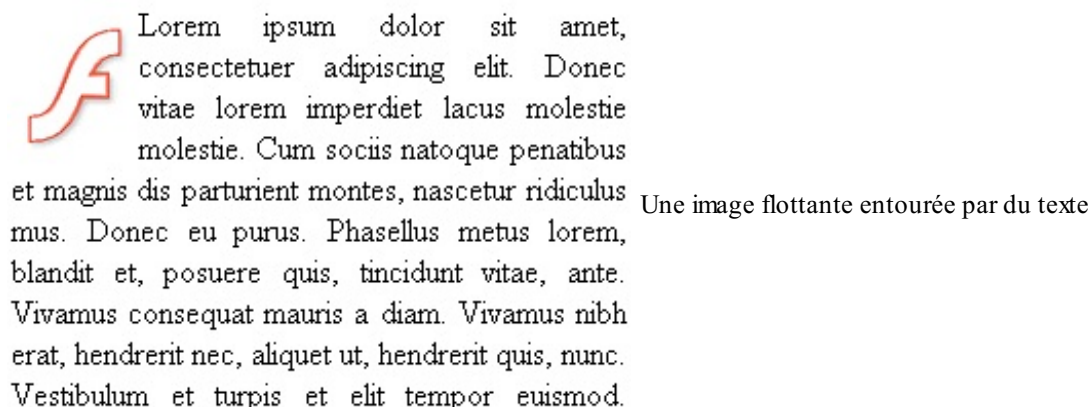 Lorem ipsum dolor sit amet,
consectetuer adipiscing elit. Donec
vitae lorem imperdiet lacus molestie
molestie. Cum sociis natoque penatibus
et magnis dis parturient montes, nascetur ridiculus
mus. Donec eu purus. Phasellus metus lorem,
blandit et, posuere quis, tincidunt vitae, ante.
Vivamus consequat mauris a diam. Vivamus nibh
erat, hendrerit nec, aliquet ut, hendrerit quis, nunc.
Vestibulum et turpis et elit tempor euismod.
Une image flottante entourée par du texte